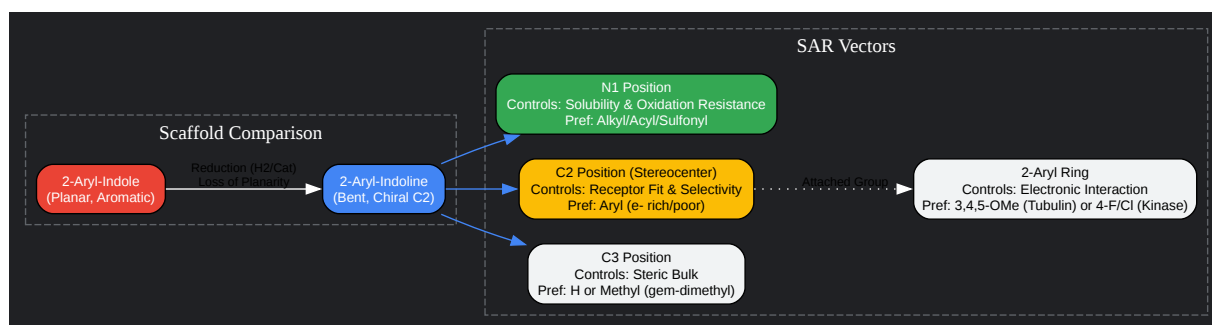 SAR Vectors
Scaffold Comparison
2-Aryl-Indole
(Planar, Aromatic)
Reduction (H2/Cat)
Loss of Planarity
2-Aryl-Indoline
(Bent, Chiral C2)
N1 Position
Controls: Solubility & Oxidation Resistance
Pref: Alkyl/Acyl/Sulfonyl
C2 Position (Stereocenter)
Controls: Receptor Fit & Selectivity
Pref: Aryl (e- rich/poor)
Attached Group
2-Aryl Ring
Controls: Electronic Interaction
Pref: 3,4,5-OMe (Tubulin) or 4-F/Cl (Kinase)
C3 Position
Controls: Steric Bulk
Pref: H or Methyl (gem-dimethyl)